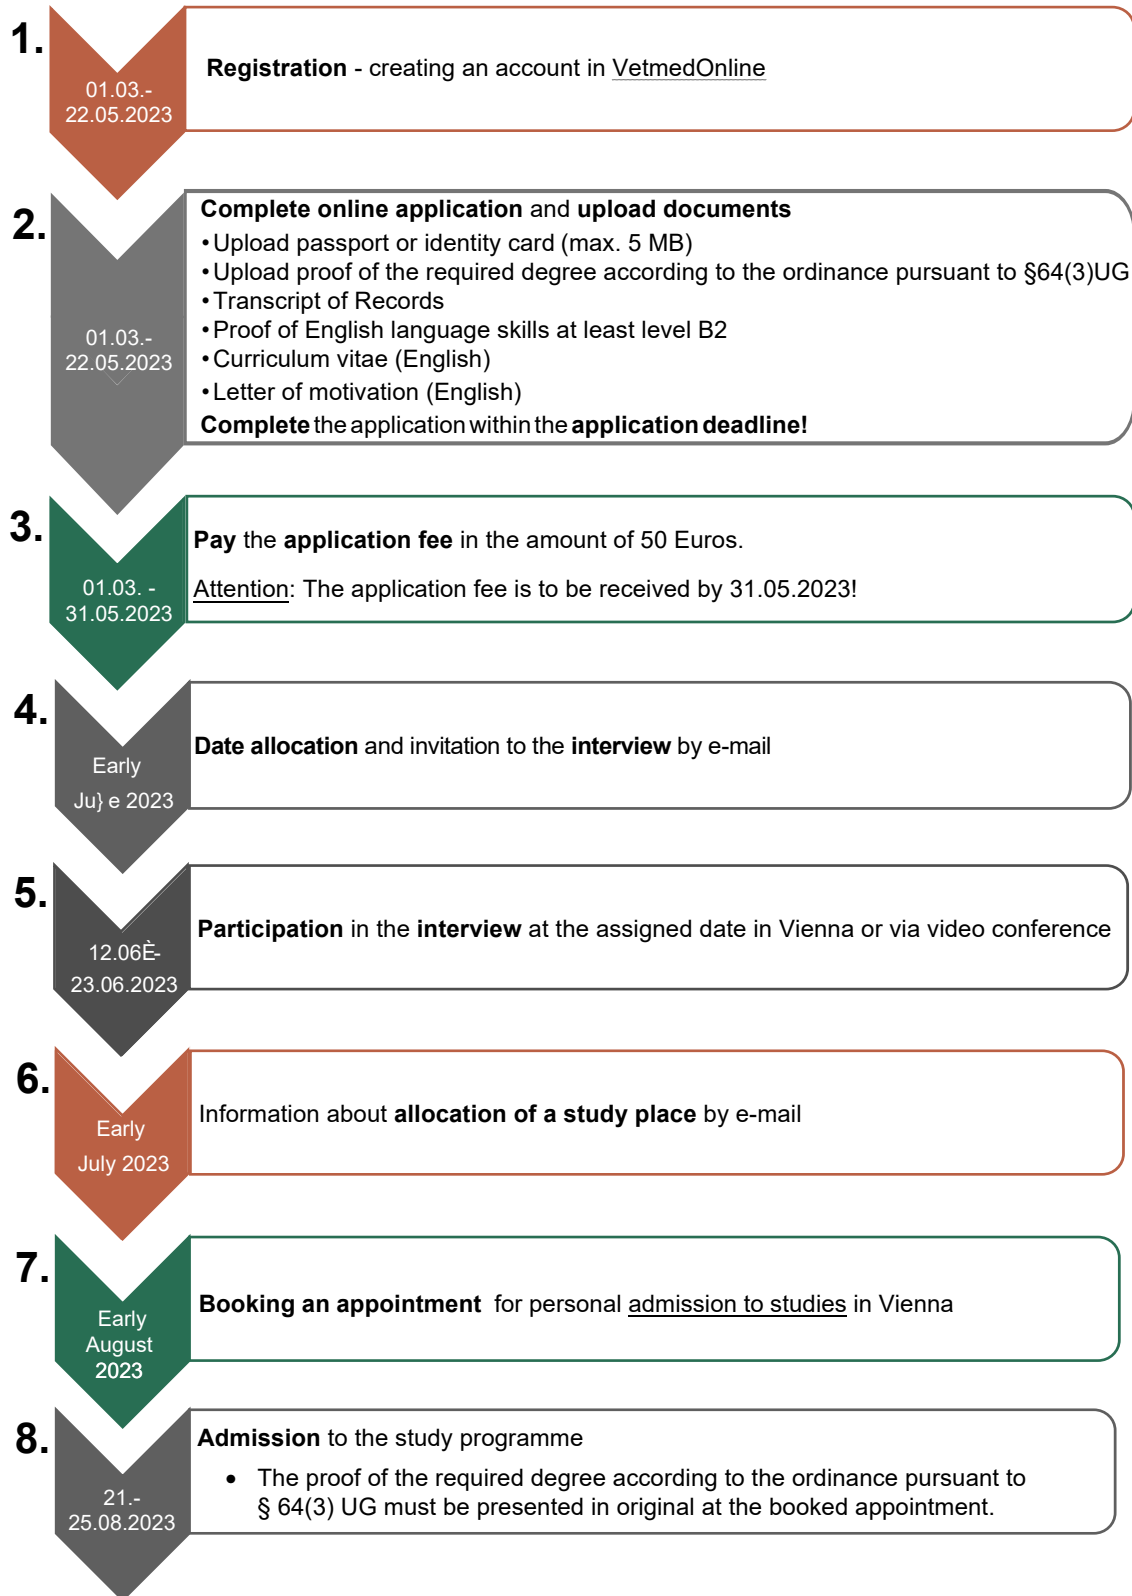 1.
01.03.-
22.05.2023
Registration - creating an account in VetmedOnline
2.
01.03.-
22.05.2023
Complete online application and upload documents
•Upload passport or identity card (max. 5 MB)
•Upload proof of the required degree according to the ordinance pursuant to §64(3)UG
•Transcript of Records
•Proof of English language skills at least level B2
•Curriculum vitae (English)
•Letter of motivation (English)
Complete the application within the application deadline!
3.
01.03. -
31.05.2023
Pay the application fee in the amount of 50 Euros.
Attention: The application fee is to be received by 31.05.2023!
4.
Early
Ju} e 2023
Date allocation and invitation to the interview by e-mail
5.
12.06È-
23.06.2023
Participation in the interview at the assigned date in Vienna or via video conference
6.
Early
July 2023
Information about allocation of a study place by e-mail
7.
Early
August
2023
Booking an appointment for personal admission to studies in Vienna
8.
21.-
25.08.2023
Admission to the study programme
• The proof of the required degree according to the ordinance pursuant to
§ 64(3) UG must be presented in original at the booked appointment.